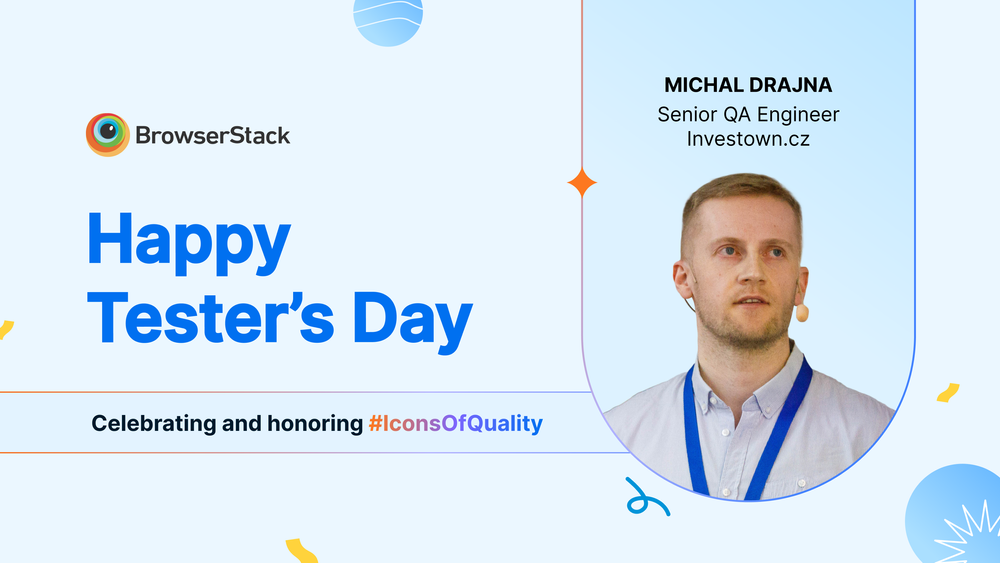 BrowserStack
Happy
Tester’s Day
Celebrating and honoring #IconsOfQuality
MICHAL DRAJNA
Senior QA Engineer
Investown.cz